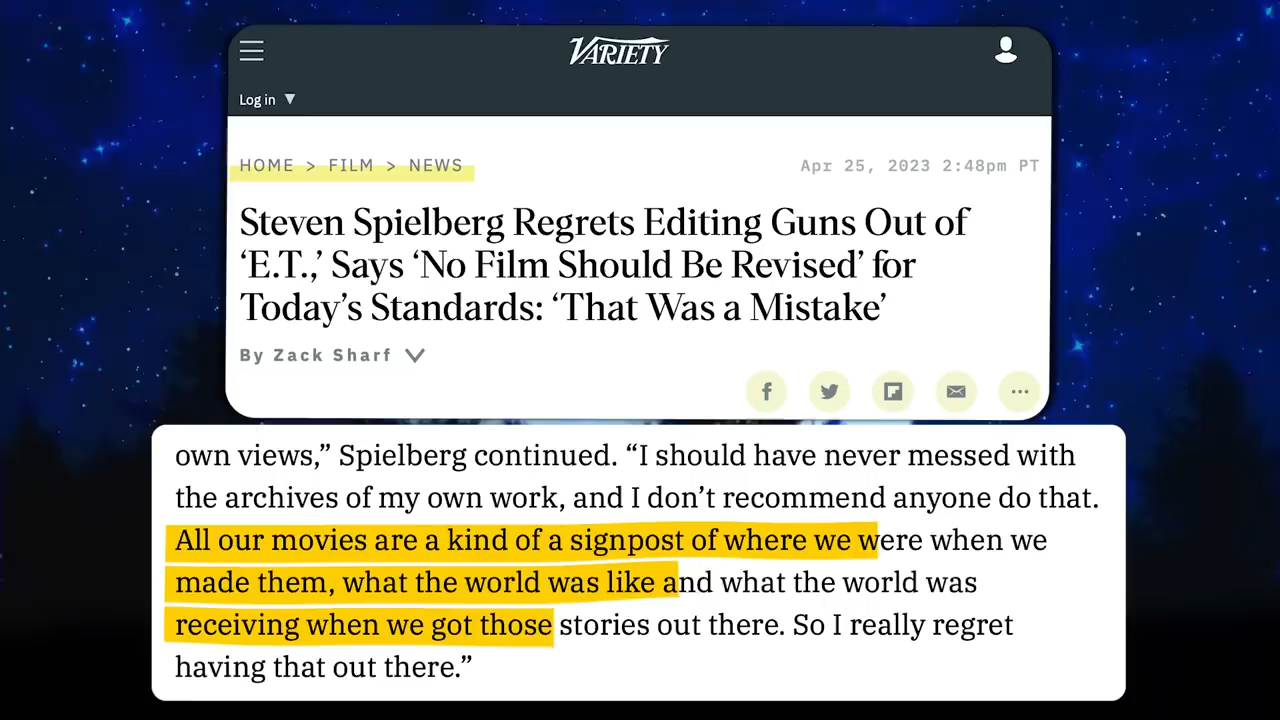 VARIETY
Log in
HOME > FILM > NEWS
Apr 25, 2023 2:48pm PT
Steven Spielberg Regrets Editing Guns Out of
‘E.T.,’ Says ‘No Film Should Be Revised’ for
Today’s Standards: ‘That Was a Mistake’
By Zack Sharf
own views,” Spielberg continued. “I should have never messed with
the archives of my own work, and I don’t recommend anyone do that.
All our movies are a kind of a signpost of where we were when we
made them, what the world was like and what the world was
receiving when we got those stories out there. So I really regret
having that out there.”